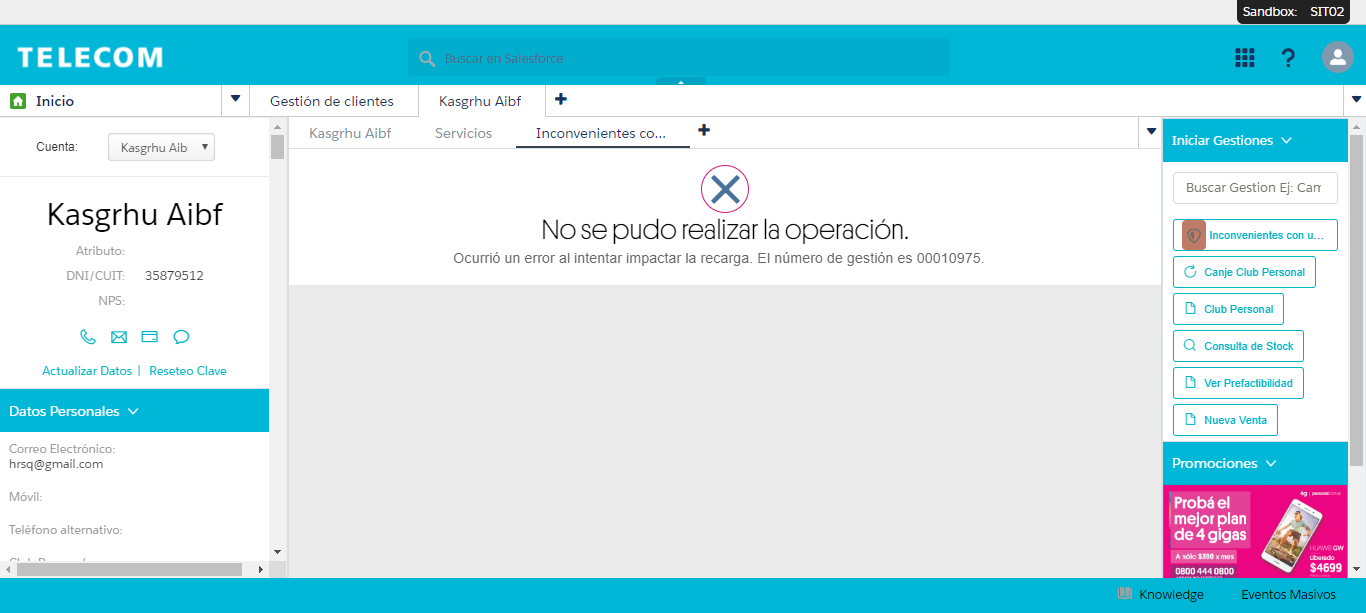 Sandbox: SIT02
TELECOM
Buscar en Salesforce
?
Inicio
Gestión de clientes
Kasgrhu Aibf
Cuenta:
Kasgrhu Aib
Kasgrhu Aibf
Atributo:
DNI/CUIT: 35879512
NPS:
Actualizar Datos | Reseteo Clave
Datos Personales
Correo Electrónico:
hrsq@gmail.com
Móvil:
Teléfono alternativo:
Kasgrhu Aibf
Servicios
Inconvenientes co...
No se pudo realizar la operación.
Ocurrió un error al intentar impactar la recarga. El número de gestión es 00010975.
Iniciar Gestiones
Buscar Gestion Ej: Cam
Inconvenientes con u...
Canje Club Personal
Club Personal
Consulta de Stock
Ver Prefactibilidad
Nueva Venta
Promociones
Probá el
mejor plan
de 4 gigas
A sólo $390 x mes
0800 444 0800
HUAWEI GW
Liberado
$4699
Knowledge
Eventos Masivos